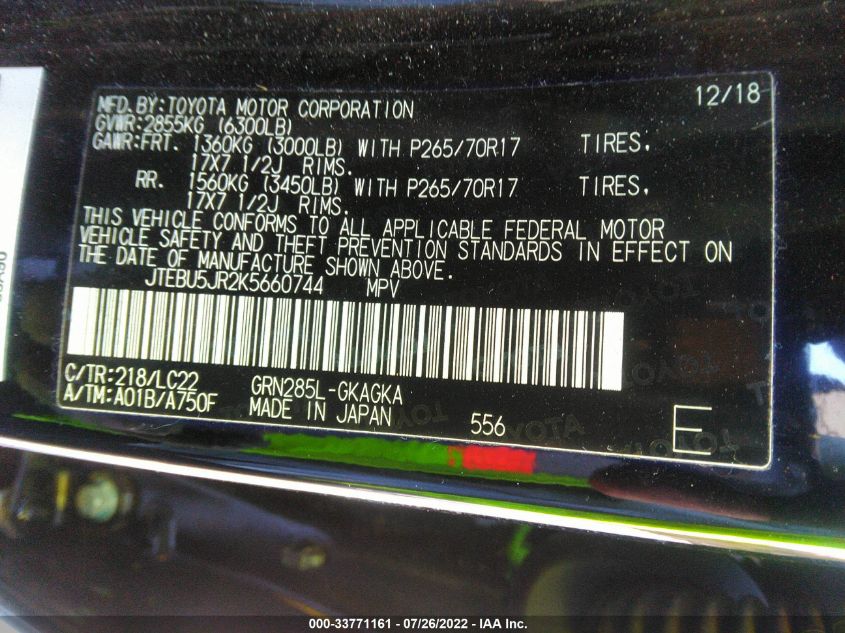 MFD. BY:TOYOTA MOTOR CORPORATION 12/18
GVWR:2855KG (6300LB)
GAWR:FRT. 1360KG (3000LB) WITH P265/70R17 TIRES,
17X7 1/2J RIMS.
RR. 1560KG (3450LB) WITH P265/70R17 TIRES,
17X7 1/2J RIMS.
THIS VEHICLE CONFORMS TO ALL APPLICABLE FEDERAL MOTOR
VEHICLE SAFETY AND THEFT PREVENTION STANDARDS IN EFFECT ON
THE DATE OF MANUFACTURE SHOWN ABOVE.
JTEBU5JR2K5660744 MPV
C/TR:218/LC22 GRN285L-GKAGKA
A/TM:A01B/A750F MADE IN JAPAN 556 E
000-33771161 - 07/26/2022 - IAA Inc.